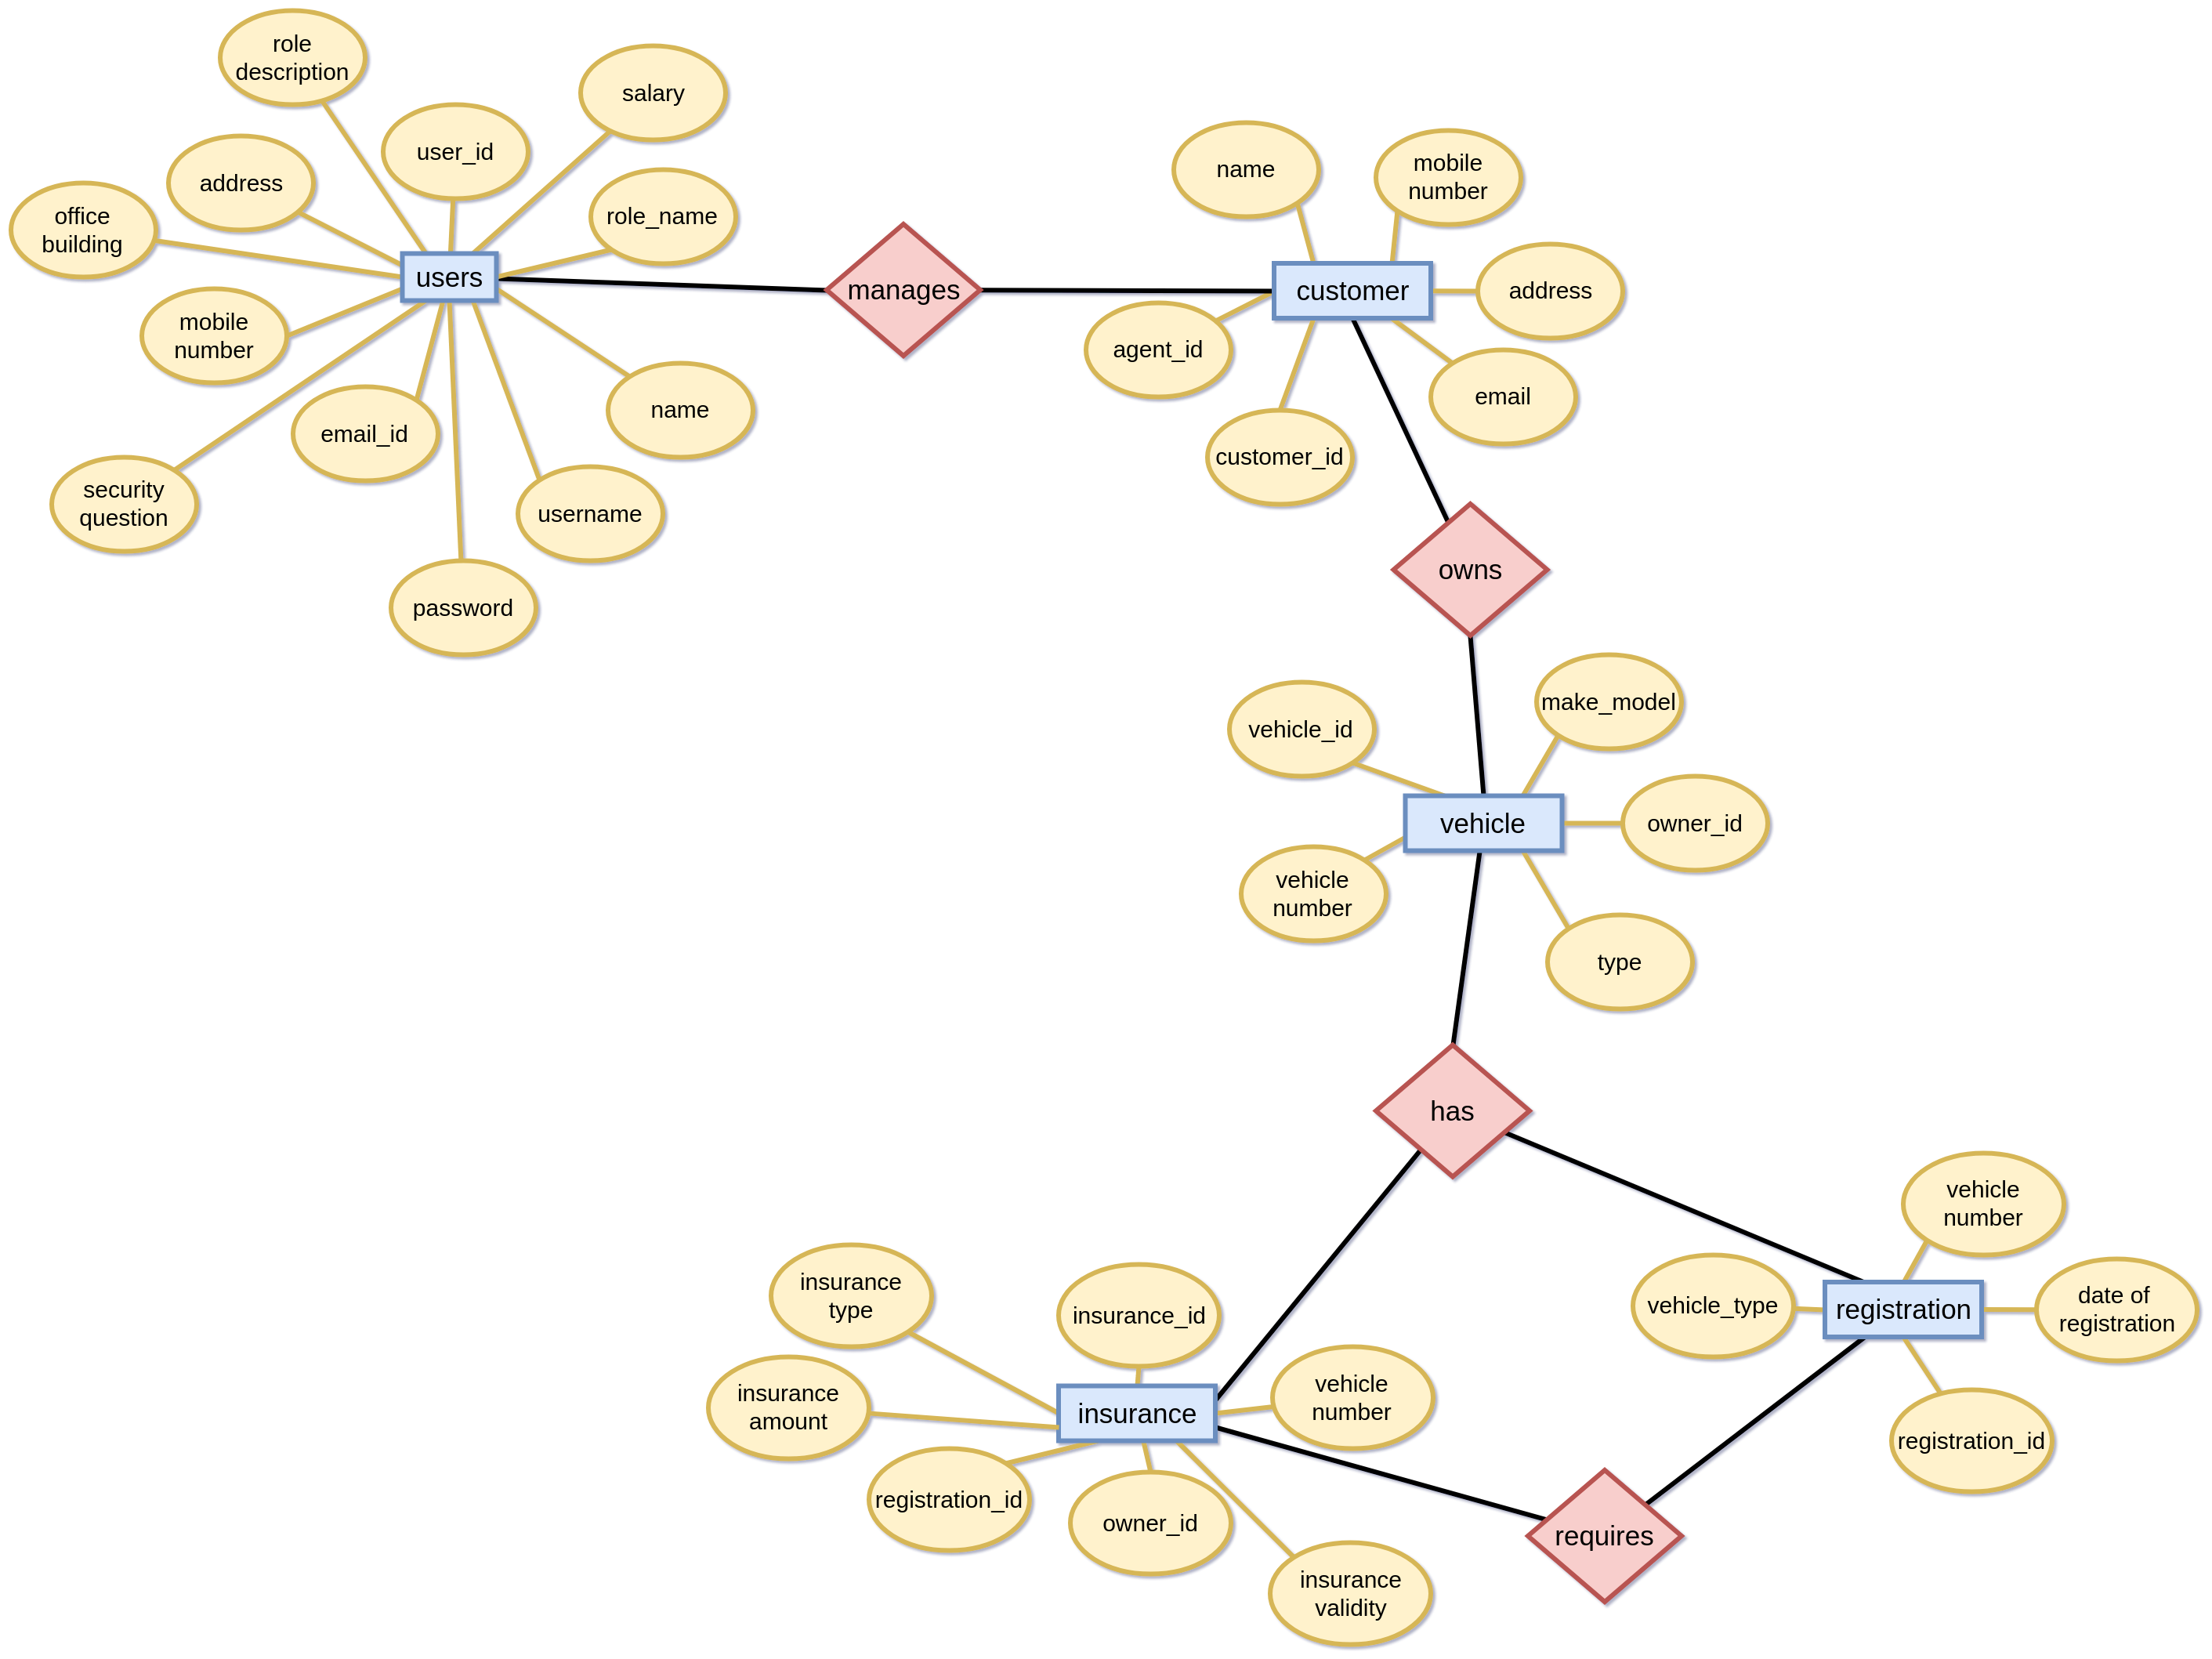 role
description
salary
user_id
address
role_name
office
building
users
mobile
number
email_id
name
security
question
username
password
manages
name
mobile
number
customer
address
agent_id
email
customer_id
owns
make_model
vehicle_id
vehicle
owner_id
vehicle
number
type
has
vehicle
number
vehicle_type
registration
date of
registration
registration_id
insurance
type
insurance_id
insurance
amount
insurance
vehicle
number
registration_id
owner_id
insurance
validity
requires